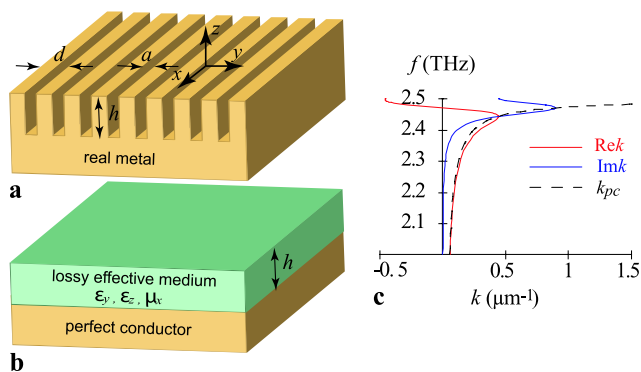 d
a
z
y
x
h
real metal
a
h
lossy effective medium
εy , εz , μx
perfect conductor
b
f (THz)
2.5
2.4
2.3
2.2
2.1
Rek
Imk
kpc
-0.5
0
0.5
1
1.5
k (μm-1)
c